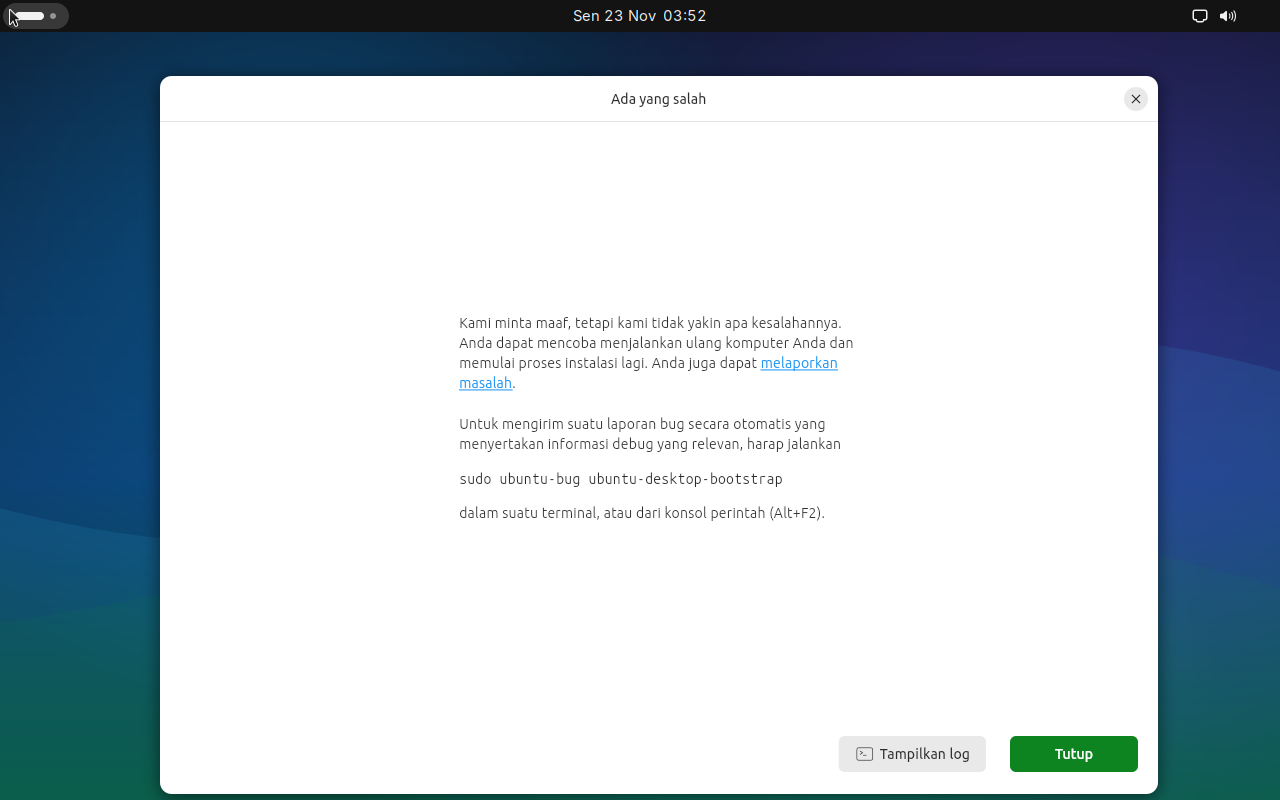 Sen 23 Nov 03:52
Ada yang salah
Kami minta maaf, tetapi kami tidak yakin apa kesalahannya.
Anda dapat mencoba menjalankan ulang komputer Anda dan
memulai proses instalasi lagi. Anda juga dapat melaporkan
masalah.
Untuk mengirim suatu laporan bug secara otomatis yang
menyertakan informasi debug yang relevan, harap jalankan
sudo ubuntu-bug ubuntu-desktop-bootstrap
dalam suatu terminal, atau dari konsol perintah (Alt+F2).
Tampilkan log
Tutup